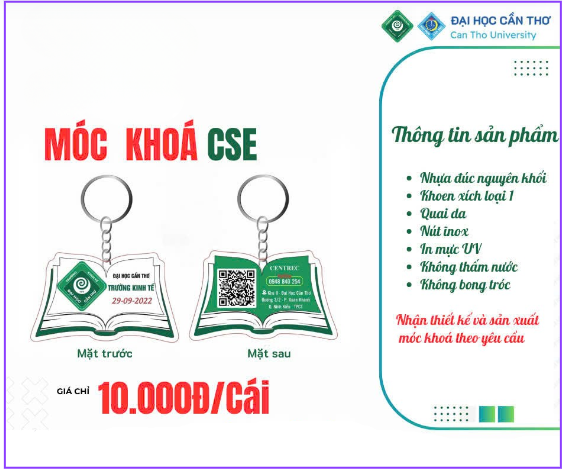 ĐẠI HỌC CẦN THƠ
Can Tho University
MÓC KHOÁ CSE
ĐẠI HỌC CẦN THƠ
TRƯỜNG KINH TẾ
29-09-2022
Mặt trước
CENTREC
0948 840 254
Mặt sau
GIÁ CHỈ 10.000Đ/Cái
Thông tin sản phẩm
Nhựa đúc nguyên khối
Khoen xích loại 1
Quai da
Nút inox
In mực UV
Không thấm nước
Không bong tróc
Nhận thiết kế và sản xuất
móc khoá theo yêu cầu